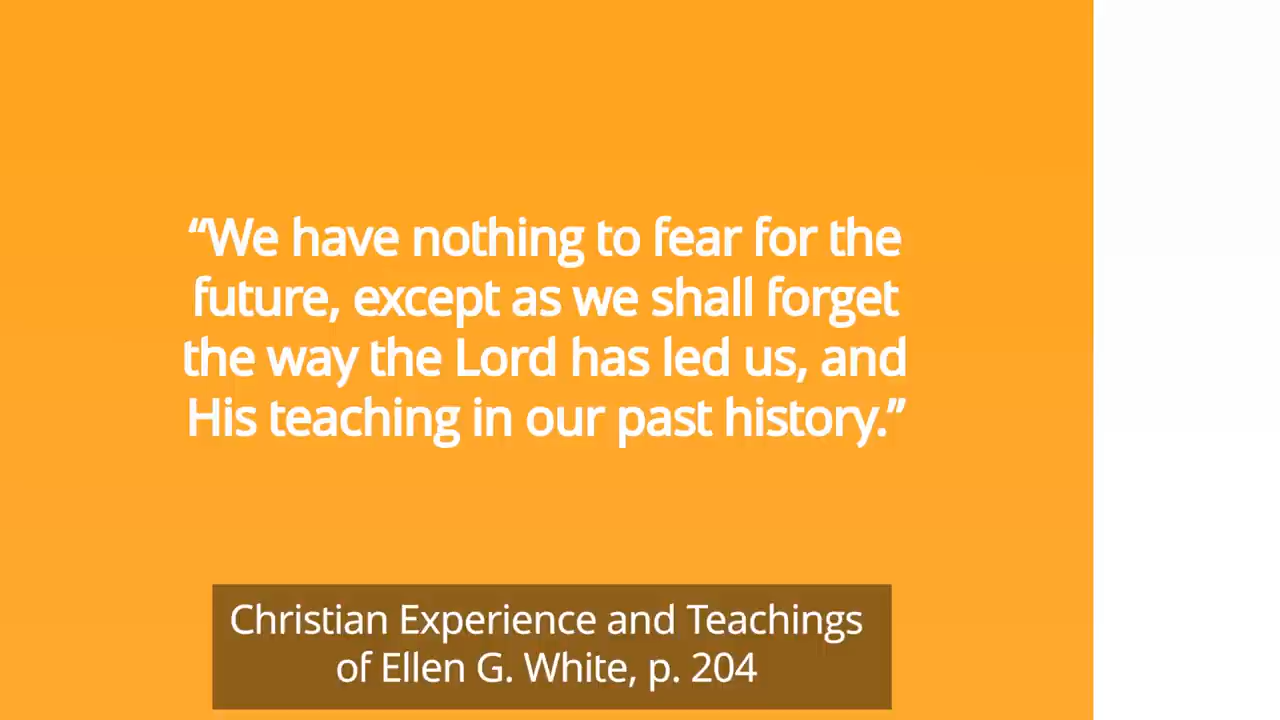 “We have nothing to fear for the
future, except as we shall forget
the way the Lord has led us, and
His teaching in our past history.”
Christian Experience and Teachings
of Ellen G. White, p. 204